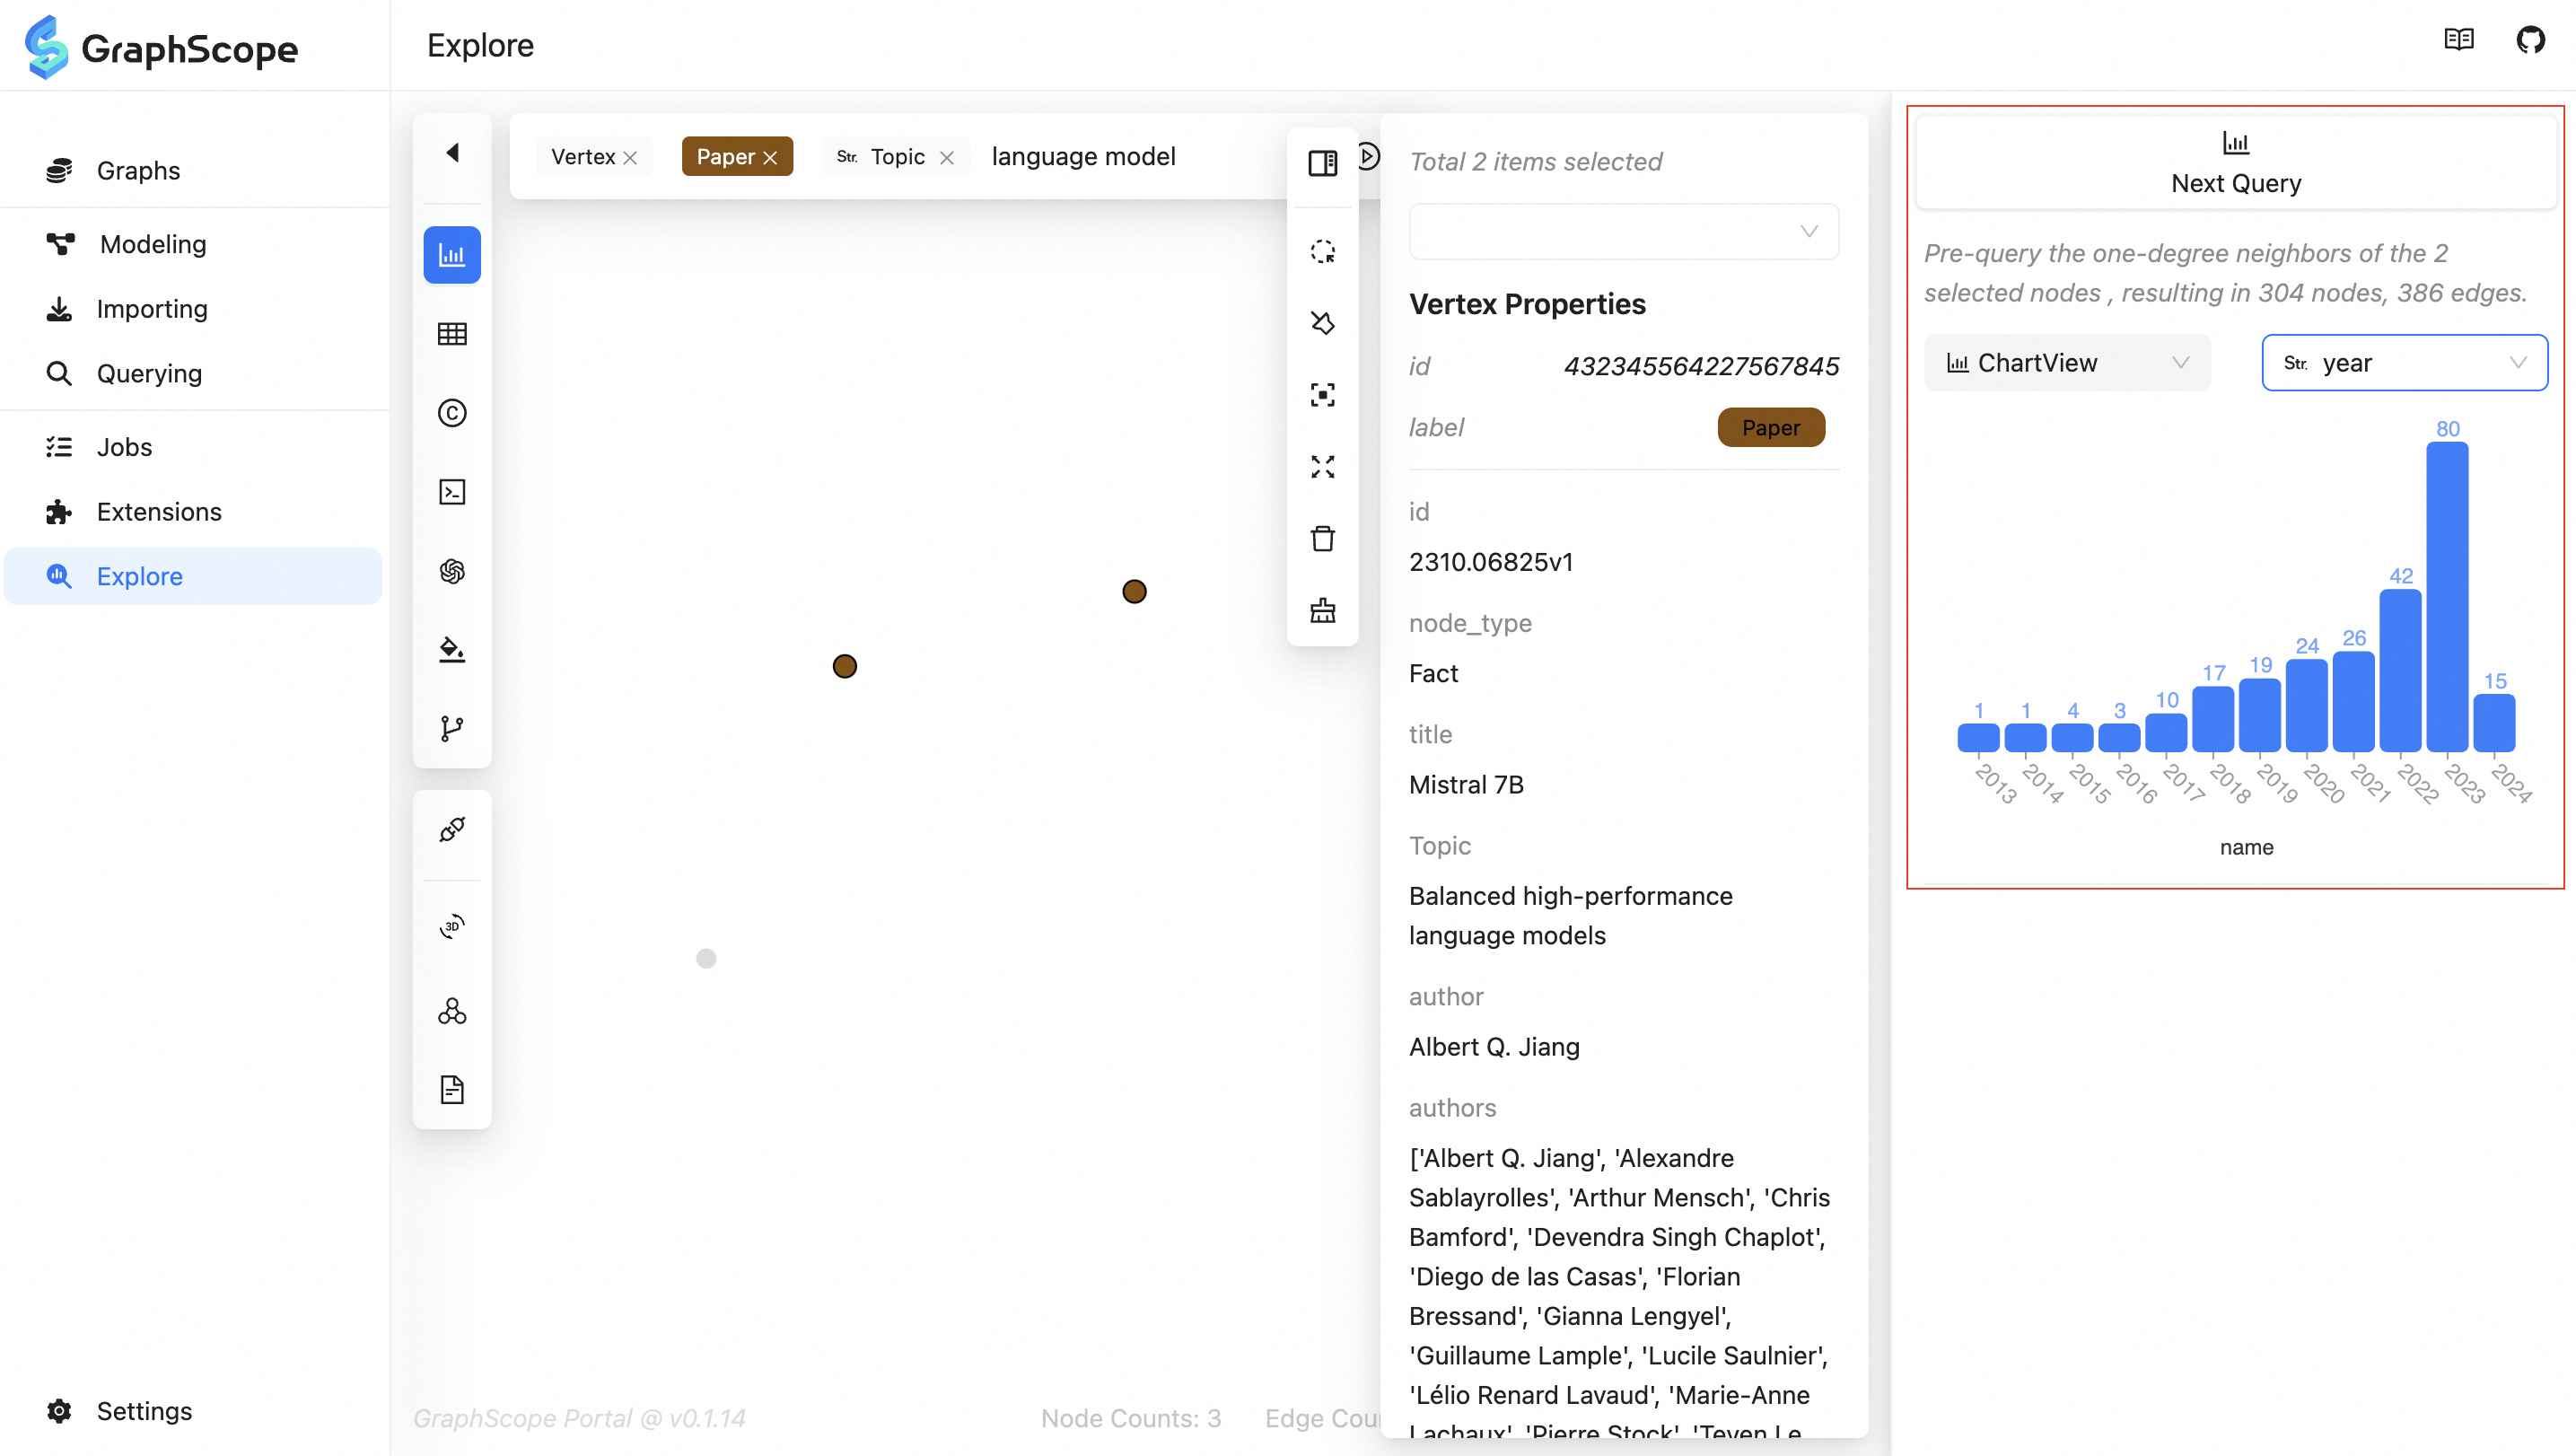 GraphScope
Explore
Graphs
Modeling
Importing
Querying
Jobs
Extensions
Explore
Settings
Vertex
Paper
Str. Topic
language model
3D
GraphScope Portal @ v0.1.14
Node Counts: 3
Total 2 items selected
Vertex Properties
id 432345564227567845
label Paper
id
2310.06825v1
node_type
Fact
title
Mistral 7B
Topic
Balanced high-performance
language models
author
Albert Q. Jiang
authors
['Albert Q. Jiang', 'Alexandre
Sablayrolles', 'Arthur Mensch', 'Chris
Bamford', 'Devendra Singh Chaplot',
'Diego de las Casas', 'Florian
Bressand', 'Gianna Lengyel',
'Guillaume Lample', 'Lucile Saulnier',
'Lélio Renard Lavaud', 'Marie-Anne
Lachaux', 'Pierre Stock', 'Teven Le
Next Query
Pre-query the one-degree neighbors of the 2
selected nodes , resulting in 304 nodes, 386 edges.
ChartView
Str. year
1 1 4 3 10 17 19 24 26 42 80 15
2013 2014 2015 2016 2017 2018 2019 2020 2021 2022 2023 2024
name